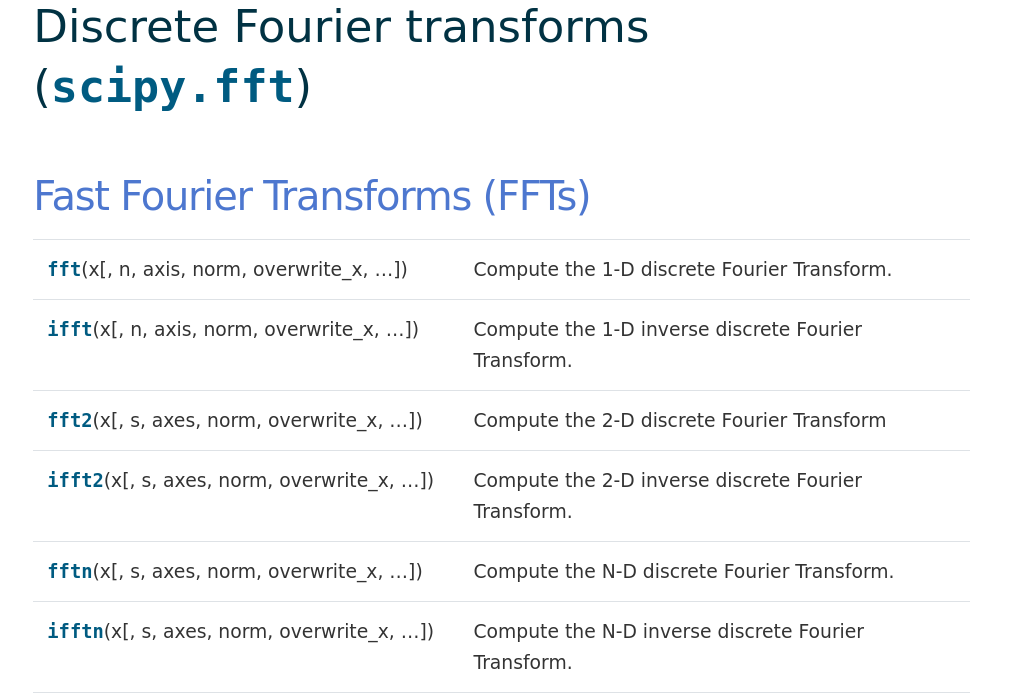 Discrete Fourier transforms
(scipy.fft)
Fast Fourier Transforms (FFTs)
fft(x[, n, axis, norm, overwrite_x, …]) Compute the 1-D discrete Fourier Transform.
ifft(x[, n, axis, norm, overwrite_x, …]) Compute the 1-D inverse discrete Fourier
Transform.
fft2(x[, s, axes, norm, overwrite_x, …]) Compute the 2-D discrete Fourier Transform
ifft2(x[, s, axes, norm, overwrite_x, …]) Compute the 2-D inverse discrete Fourier
Transform.
fftn(x[, s, axes, norm, overwrite_x, …]) Compute the N-D discrete Fourier Transform.
ifftn(x[, s, axes, norm, overwrite_x, …]) Compute the N-D inverse discrete Fourier
Transform.